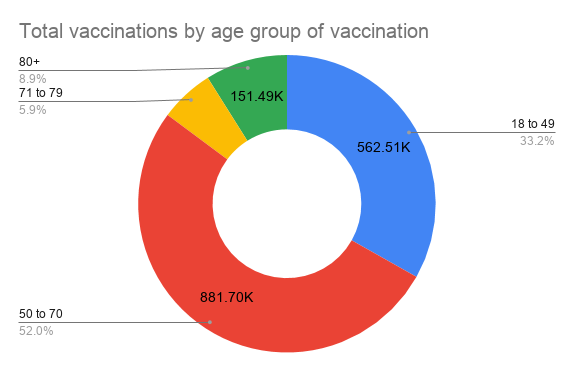 Total vaccinations by age group of vaccination
80+
8.9%
71 to 79
5.9%
151.49K
18 to 49
33.2%
562.51K
881.70K
50 to 70
52.0%